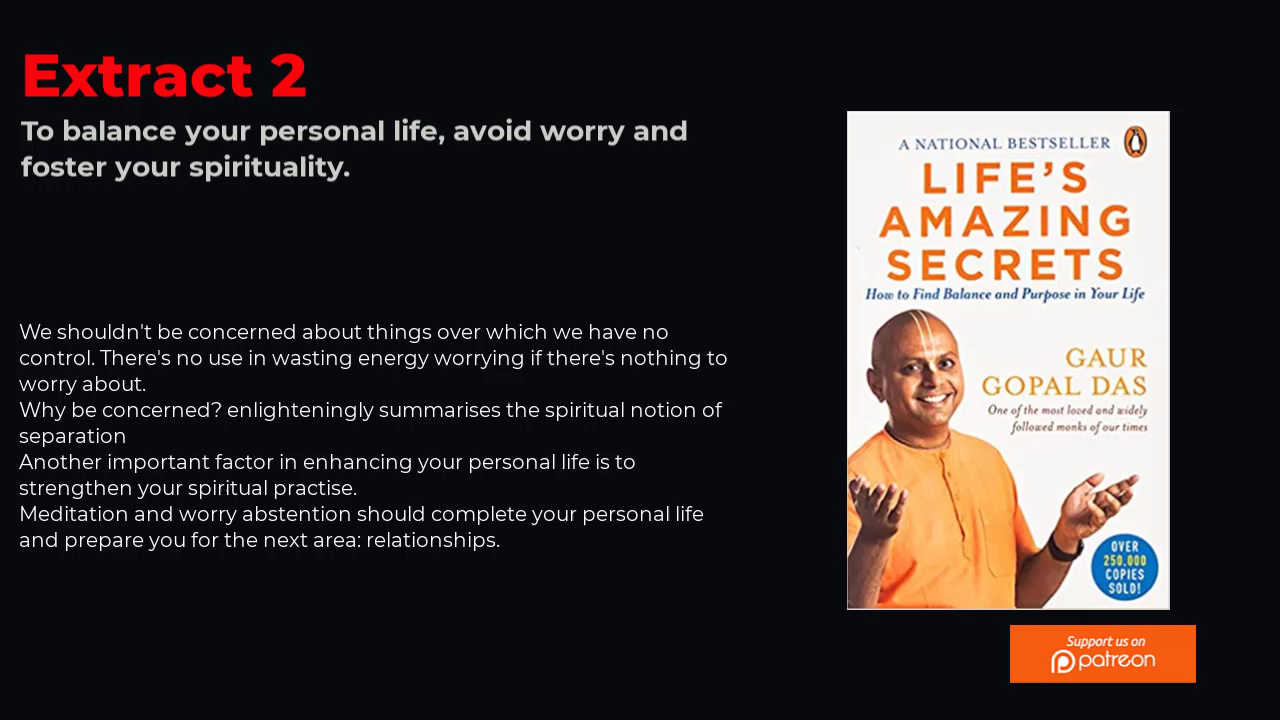 Extract 2
To balance your personal life, avoid worry and
foster your spirituality.
We shouldn't be concerned about things over which we have no
control. There's no use in wasting energy worrying if there's nothing to
worry about.
Why be concerned? enlighteningly summarises the spiritual notion of
separation
Another important factor in enhancing your personal life is to
strengthen your spiritual practise.
Meditation and worry abstention should complete your personal life
and prepare you for the next area: relationships.
A NATIONAL BESTSELLER
LIFE'S
AMAZING
SECRETS
How to Find Balance and Purpose in Your Life
GAUR
GOPAL DAS
One of the most loved and widely
followed monks of our times
OVER
250,000
COPIES
SOLD!
Support us on
patreon